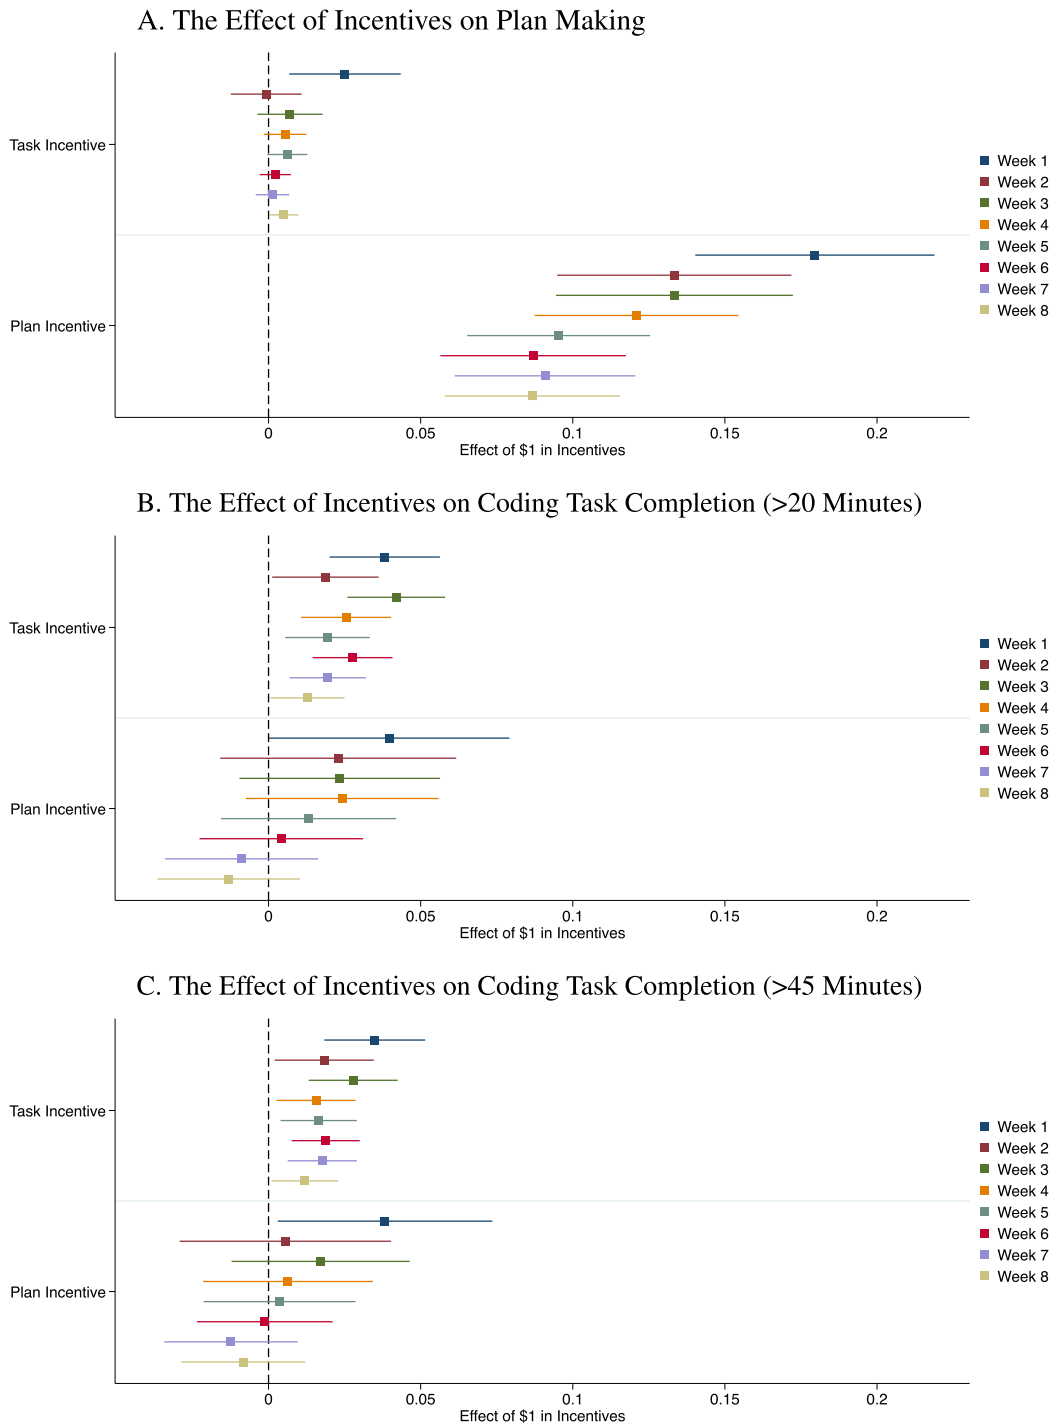 A. The Effect of Incentives on Plan Making
Task Incentive
Plan Incentive
Week 1
Week 2
Week 3
Week 4
Week 5
Week 6
Week 7
Week 8
0 0.05 0.1 0.15 0.2
Effect of $1 in Incentives
B. The Effect of Incentives on Coding Task Completion (>20 Minutes)
Task Incentive
Plan Incentive
Week 1
Week 2
Week 3
Week 4
Week 5
Week 6
Week 7
Week 8
0 0.05 0.1 0.15 0.2
Effect of $1 in Incentives
C. The Effect of Incentives on Coding Task Completion (>45 Minutes)
Task Incentive
Plan Incentive
Week 1
Week 2
Week 3
Week 4
Week 5
Week 6
Week 7
Week 8
0 0.05 0.1 0.15 0.2
Effect of $1 in Incentives